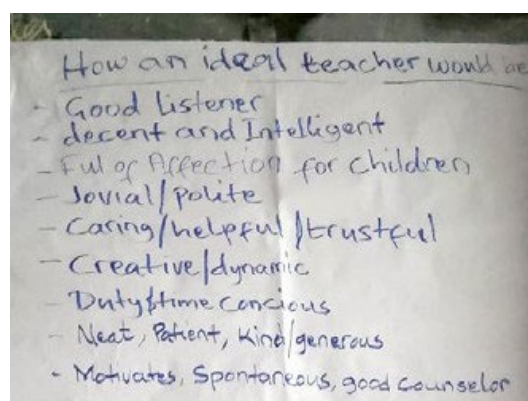 How an ideal teacher would be
- Good listener
- decent and Intelligent
- Ful of Affection for children
- Jovial/Polite
- Caring/helpful/trustful
- Creative/dynamic
- Duty&time concious
- Neat, Patient, Kind/generous
- Motivates, Spontaneous, good counselor